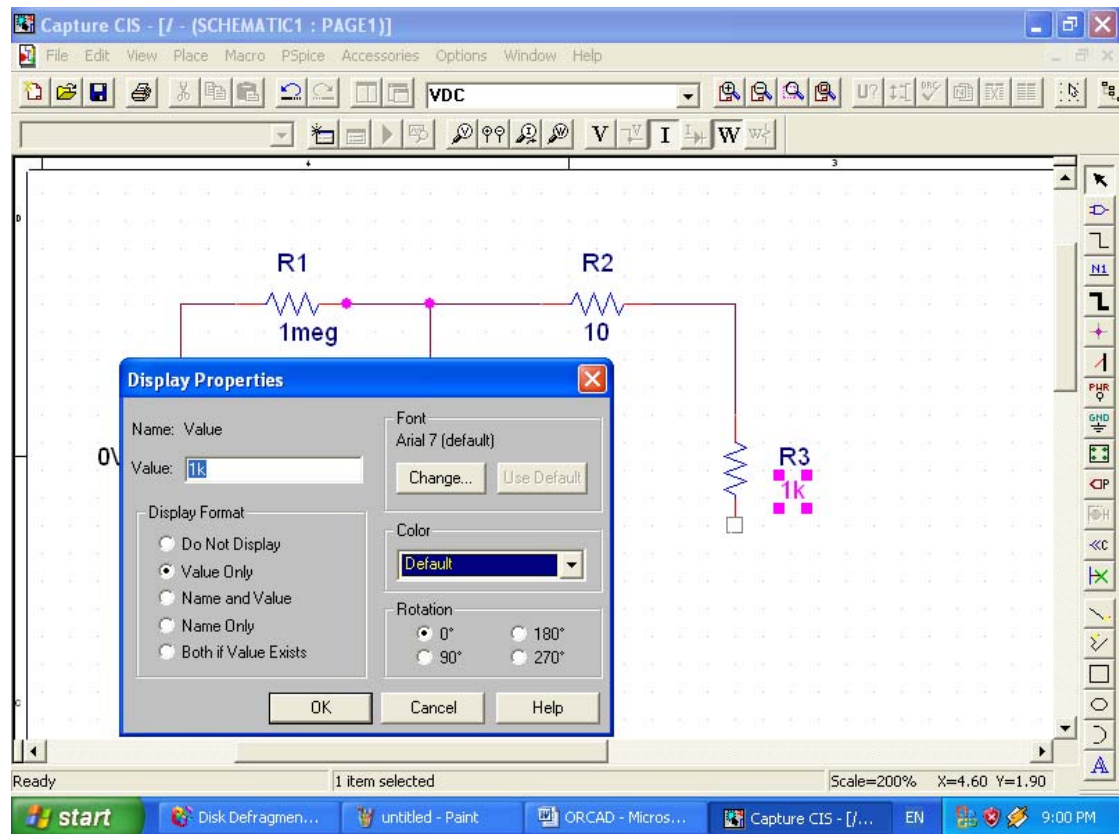 Capture CIS - [/ - (SCHEMATIC1 : PAGE1)]
File Edit View Place Macro PSpice Accessories Options Window Help
VDC
U?
DRC
V I W
3
D
R1
R2
1meg
10
N1
PWR
GND
Display Properties
Name: Value
Value: 1k
Display Format
Do Not Display
Value Only
Name and Value
Name Only
Both if Value Exists
Font
Arial 7 (default)
Change... Use Default
Color
Default
Rotation
0° 180°
90° 270°
OK Cancel Help
0V
R3
1k
C
A
Ready 1 item selected Scale=200% X=4.60 Y=1.90
start Disk Defragmen... untitled - Paint ORCAD - Micros... Capture CIS - [/... EN 9:00 PM